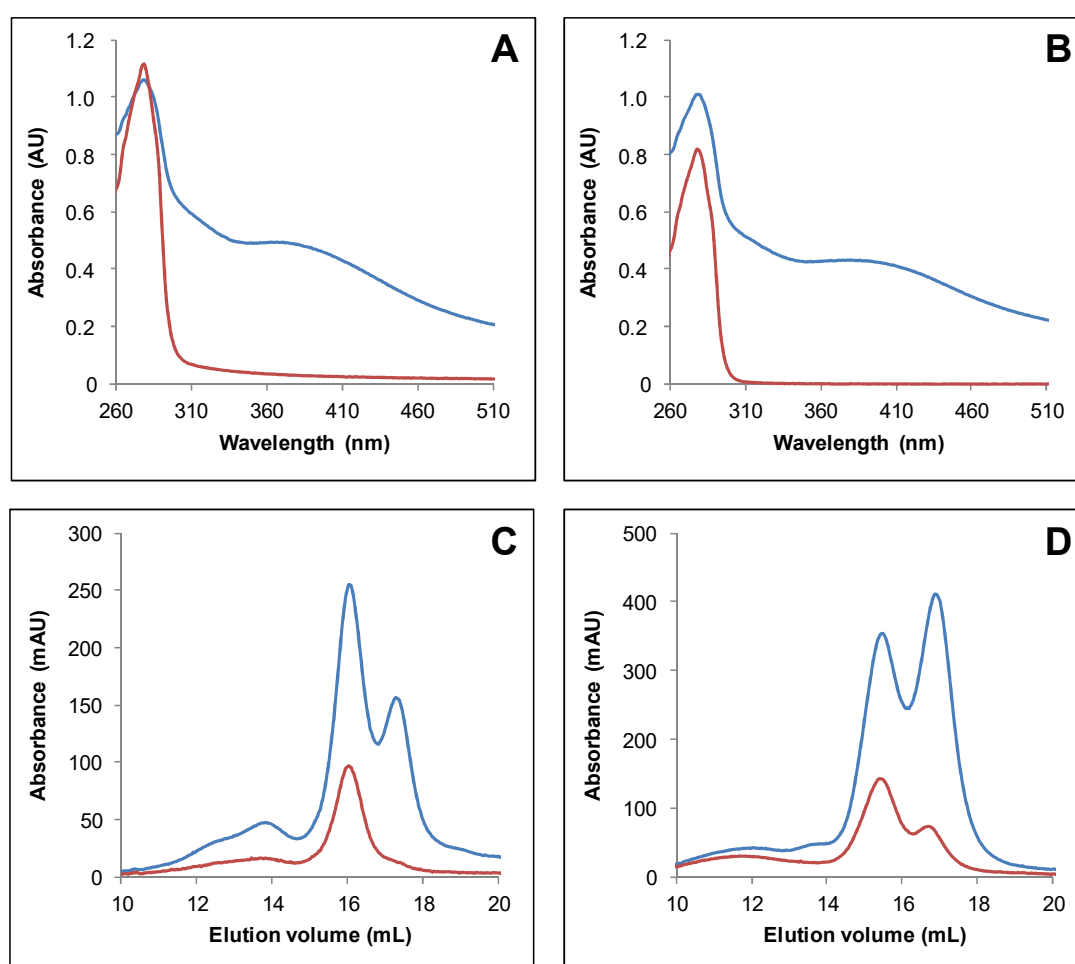 A
Absorbance (AU)
1.2
1.0
0.8
0.6
0.4
0.2
0
260 310 360 410 460 510
Wavelength (nm)
B
Absorbance (AU)
1.2
1.0
0.8
0.6
0.4
0.2
0
260 310 360 410 460 510
Wavelength (nm)
C
Absorbance (mAU)
300
250
200
150
100
50
0
10 12 14 16 18 20
Elution volume (mL)
D
Absorbance (mAU)
500
400
300
200
100
0
10 12 14 16 18 20
Elution volume (mL)